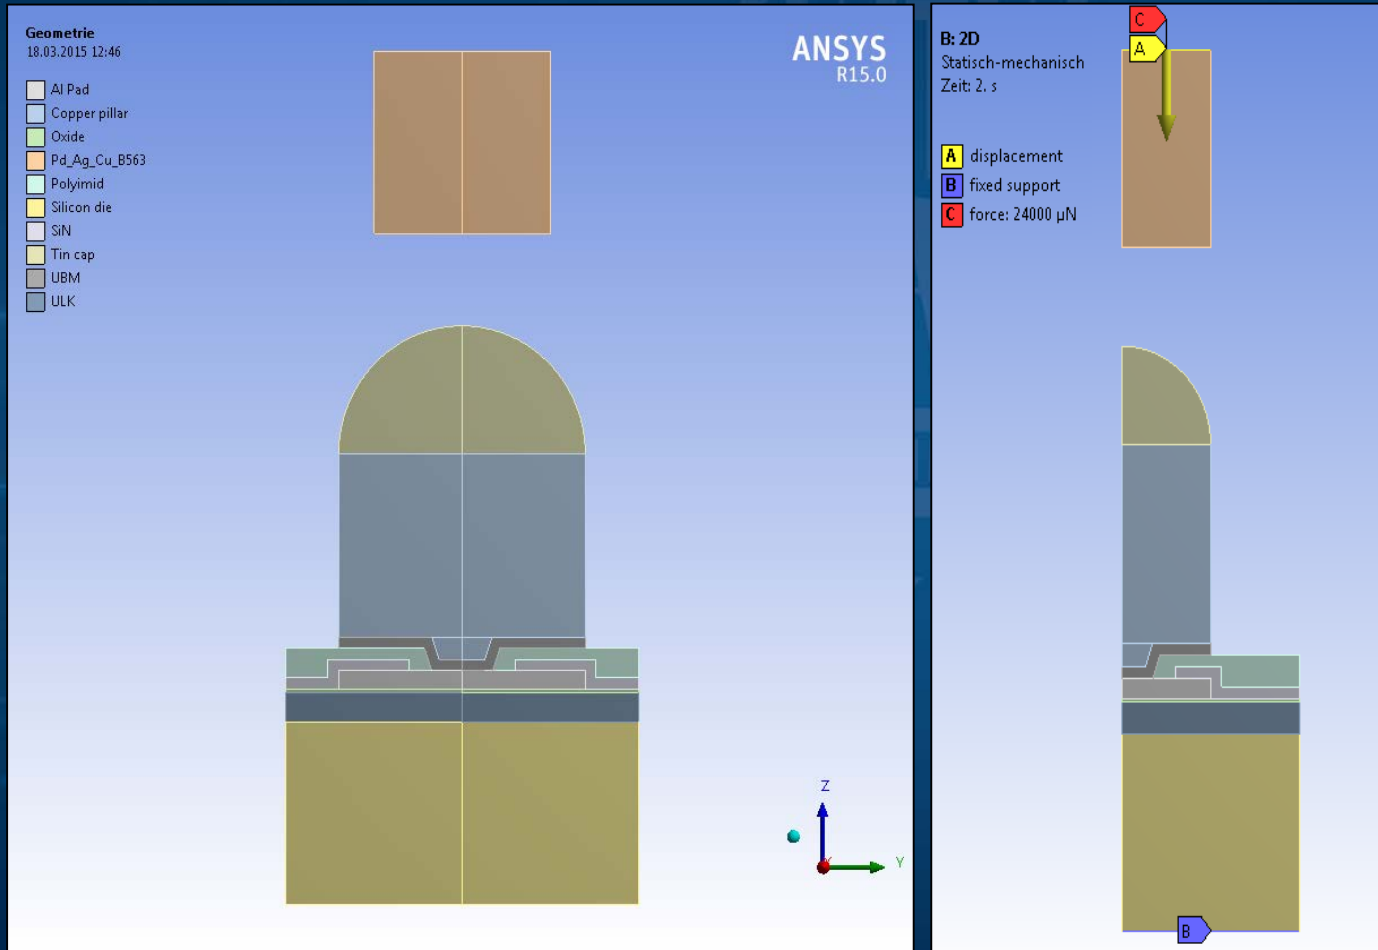 Geometrie
18.03.2015 12:46
ANSYS
R15.0
Al Pad
Copper pillar
Oxide
Pd_Ag_Cu_B563
Polyimid
Silicon die
SiN
Tin cap
UBM
ULK
Z
Y
X
B: 2D
Statisch-mechanisch
Zeit: 2. s
A displacement
B fixed support
C force: 24000 µN
C
A
B